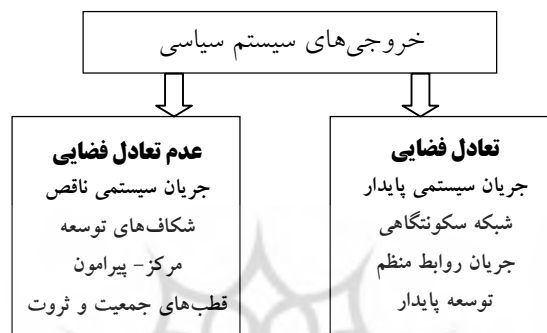 خروجی‌های سیستم سیاسی
تعادل فضایی
جریان سیستمی پایدار
شبکه سکونتگاهی
جریان روابط منظم
توسعه پایدار
عدم تعادل فضایی
جریان سیستمی ناقص
شکاف‌های توسعه
مرکز- پیرامون
قطب‌های جمعیت و ثروت